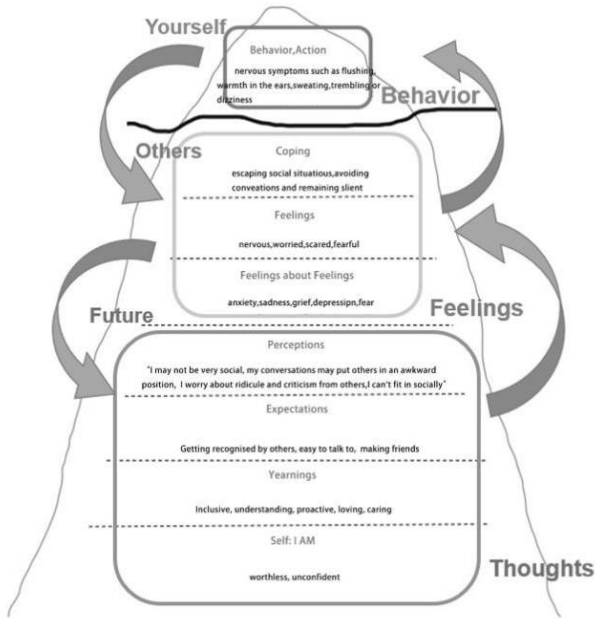 Yourself
Behavior,Action
nervous symptoms such as flushing,
warmth in the ears,sweating,trembling or
dizziness
Behavior
Others
Coping
escaping social situatious,avoiding
conveations and remaining slient
Feelings
nervous,worried,scared,fearful
Feelings about Feelings
anxiety,sadness,grief,depressipn,fear
Future
Feelings
Perceptions
"I may not be very social, my conversations may put others in an awkward
position, I worry about ridicule and criticism from others,I can't fit in socially"
Expectations
Getting recognised by others, easy to talk to, making friends
Yearnings
Inclusive, understanding, proactive, loving, caring
Self: I AM
worthless, unconfident
Thoughts